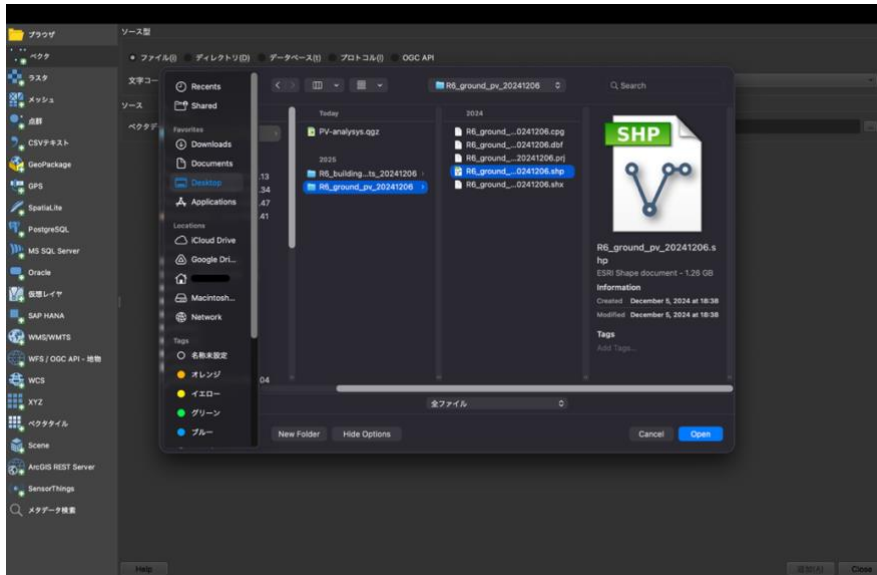 ブラウザ
ベクタ
ラスタ
メッシュ
点群
CSVテキスト
GeoPackage
GPS
SpatiaLite
PostgreSQL
MS SQL Server
Oracle
仮想レイヤ
SAP HANA
WMS/WMTS
WFS / OGC API - 地物
WCS
XYZ
ベクタタイル
Scene
ArcGIS REST Server
SensorThings
メタデータ検索
ソース型
ファイル(i) ディレクトリ(D) データベース(t) プロトコル(l) OGC API
文字コー
ソース
ベクタデ
Recents
Shared
Favorites
Downloads
Documents
Desktop
Applications
Locations
iCloud Drive
Google Dri...
Macintosh...
Network
Tags
名称未設定
オレンジ
イエロー
グリーン
ブルー
.13
.34
.47
.41
04
R6_ground_pv_20241206
Search
Today
PV-analysys.qgz
2025
R6_building...ts_20241206
R6_ground_pv_20241206
2024
R6_ground_...0241206.cpg
R6_ground_...0241206.dbf
R6_ground_...20241206.prj
R6_ground_...0241206.shp
R6_ground_...0241206.shx
SHP
R6_ground_pv_20241206.s
hp
ESRI Shape document - 1.26 GB
Information
Created December 5, 2024 at 18:38
Modified December 5, 2024 at 18:38
Tags
Add Tags...
全ファイル
New Folder Hide Options Cancel Open
Help 追加(A) Close